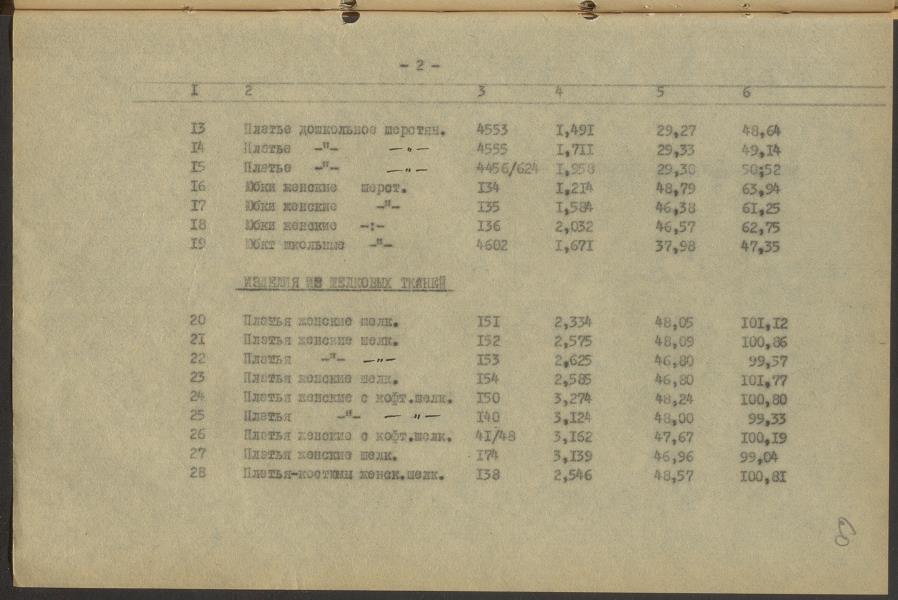 - 2 -
I 2 3 4 5 6
I3 Платье дошкольное шерстян. 4553 I,49I 29,27 48,64
I4 Платье -"- -"- 4555 I,7II 29,33 49,I4
I5 Платье -"- -"- 4456/624 I,958 29,30 50;52
I6 Юбки женские шерст. I34 I,2I4 48,79 63,94
I7 Юбки женские -"- I35 I,584 46,38 6I,25
I8 Юбки женские -:- I36 2,032 46,57 62,75
I9 Юбкт школьные -"- 4602 I,67I 37,98 47,35
ИЗДЕЛИЯ ИЗ ШЕЛКОВЫХ ТКАНЕЙ
20 Платья женские шелк. I5I 2,334 48,05 I0I,I2
2I Платья женские шелк. I52 2,575 48,09 I00,86
22 Платья -"- -"- I53 2,625 46,80 99,57
23 Платья женские шелк. I54 2,585 46,80 I0I,77
24 Платья женские с кофт.шелк. I50 3,274 48,24 I00,80
25 Платья -"- -"- I40 3,I24 48,00 99,33
26 Платья женские с кофт.шелк. 4I/48 3,I62 47,67 I00,I9
27 Платья женские шелк. I74 3,I39 46,96 99,04
28 Платья-костюмы женск.шелк. I38 2,546 48,57 I00,8I